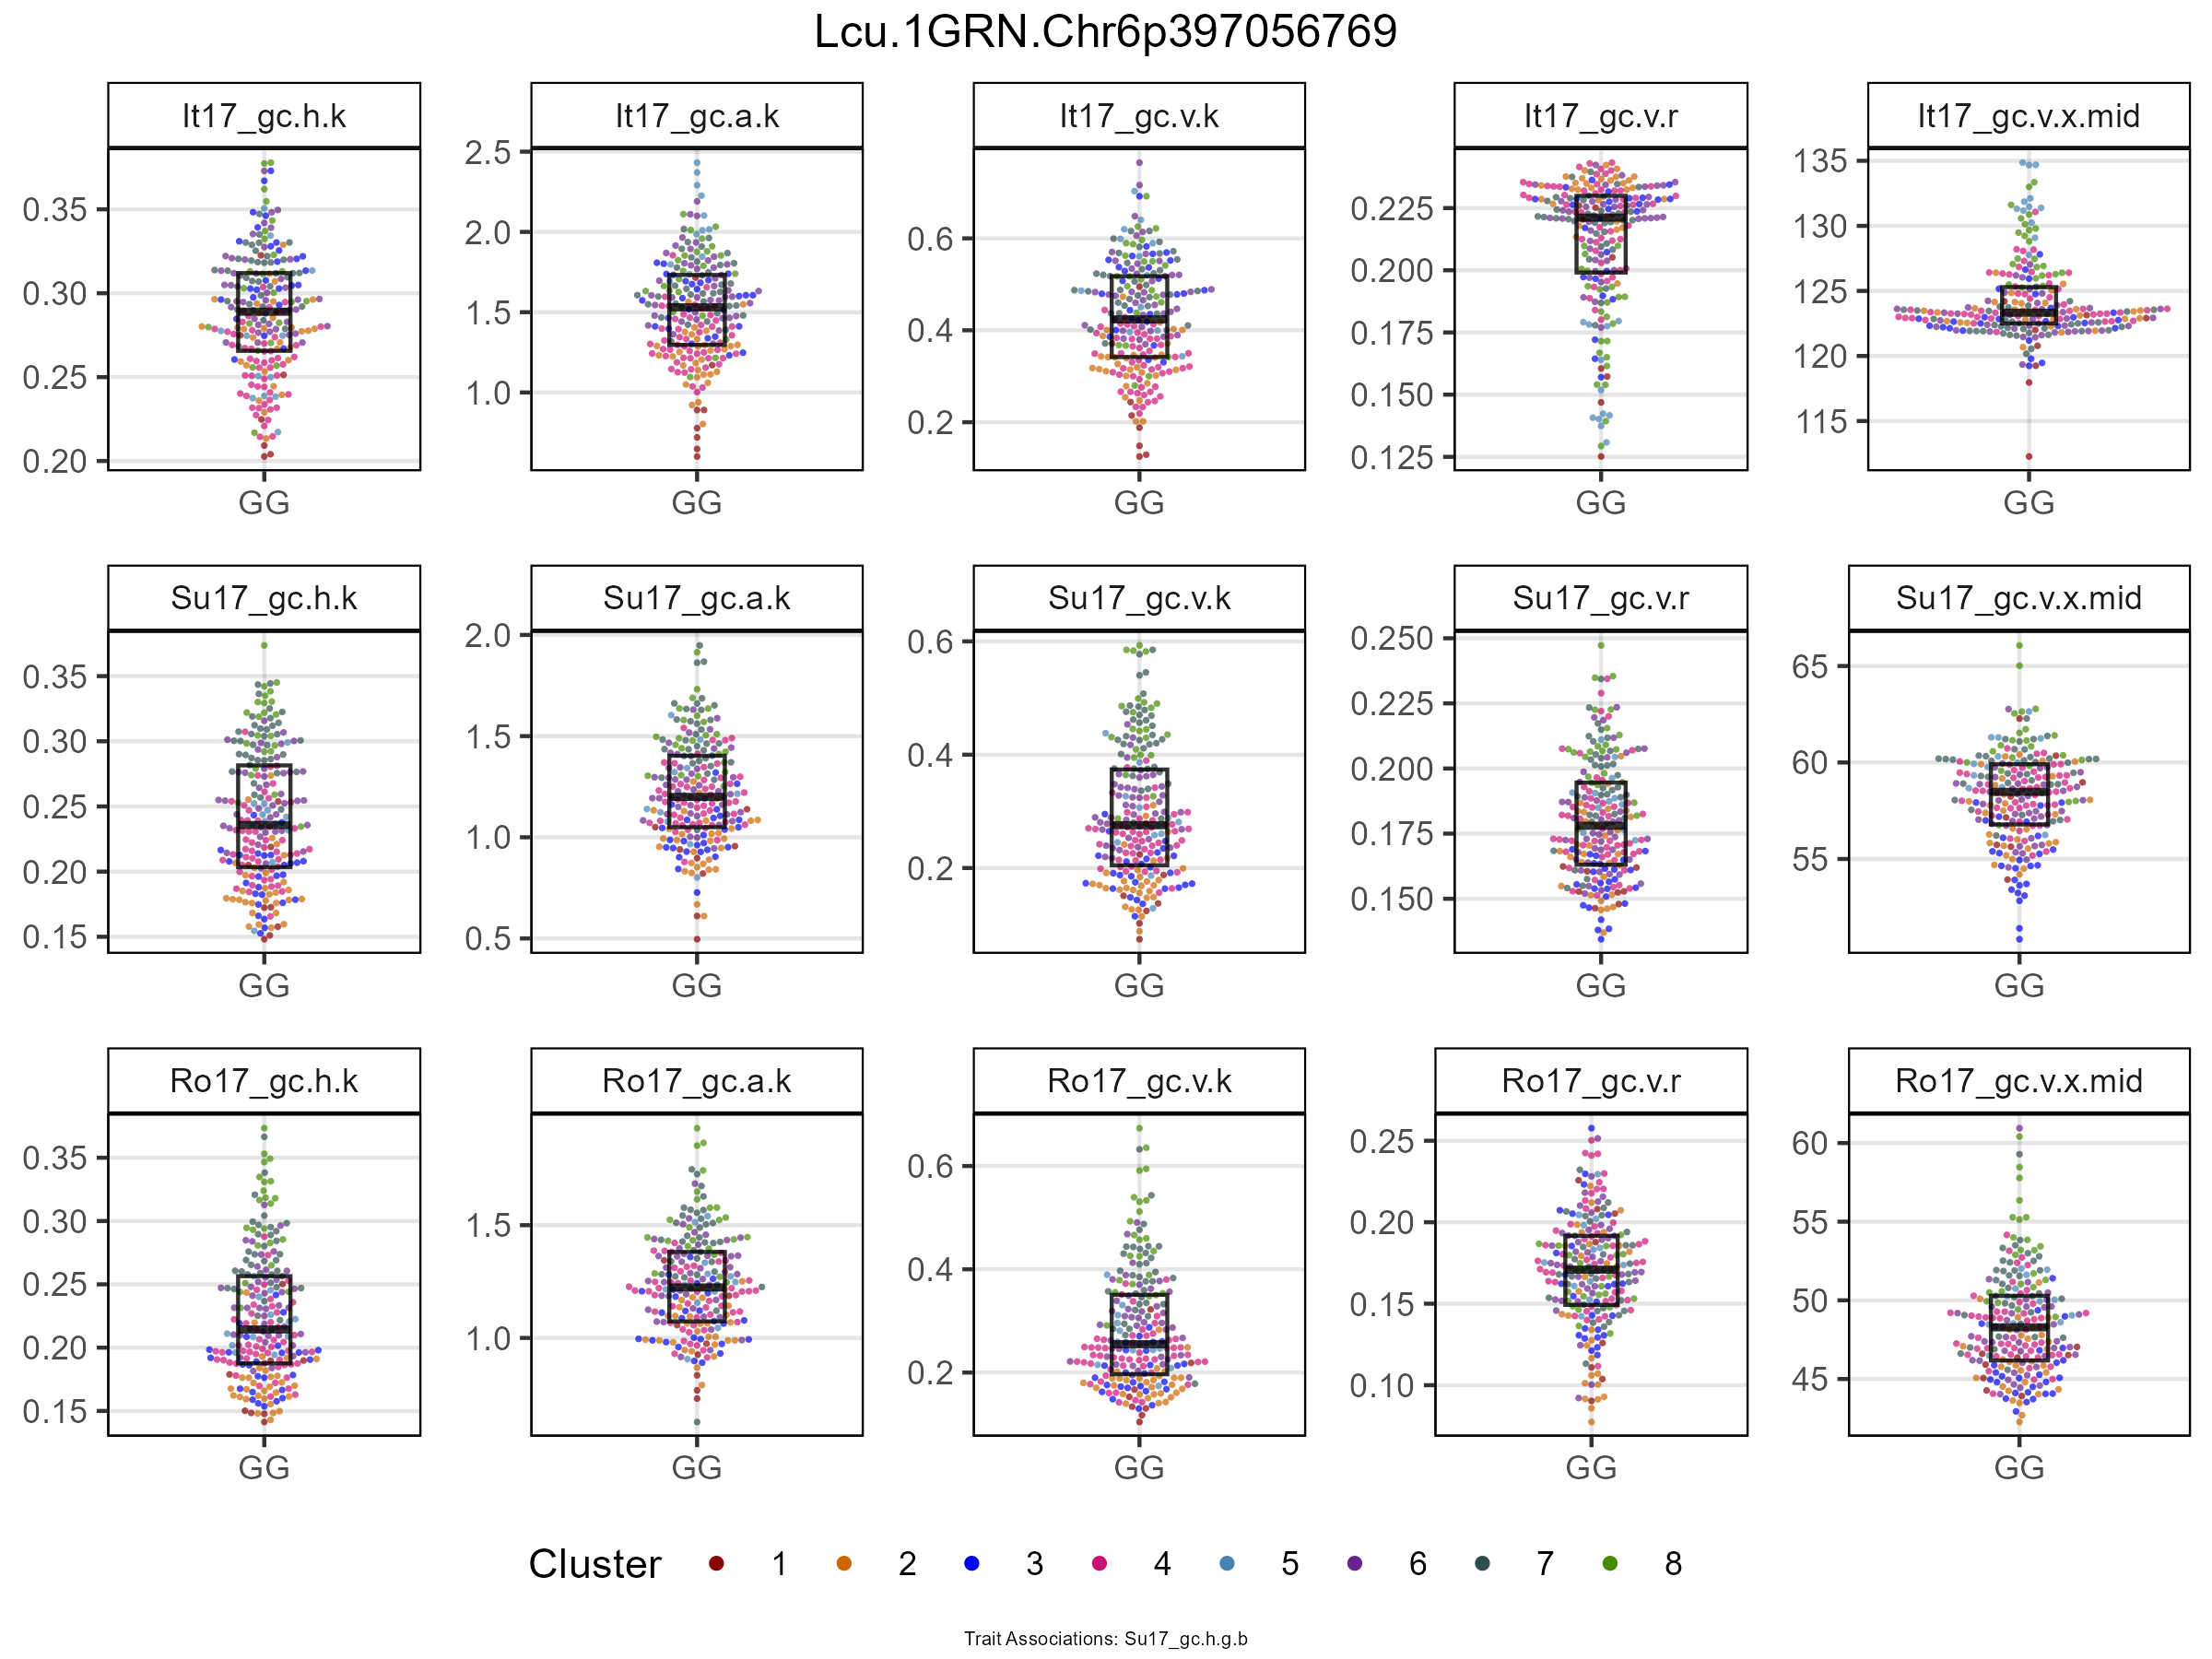 Lcu.1GRN.Chr6p397056769
It17_gc.h.k
It17_gc.a.k
It17_gc.v.k
It17_gc.v.r
It17_gc.v.x.mid
0.35
0.30
0.25
0.20
GG
2.5
2.0
1.5
1.0
GG
0.6
0.4
0.2
GG
0.225
0.200
0.175
0.150
0.125
GG
135
130
125
120
115
GG
Su17_gc.h.k
Su17_gc.a.k
Su17_gc.v.k
Su17_gc.v.r
Su17_gc.v.x.mid
0.35
0.30
0.25
0.20
0.15
GG
2.0
1.5
1.0
0.5
GG
0.6
0.4
0.2
GG
0.250
0.225
0.200
0.175
0.150
GG
65
60
55
GG
Ro17_gc.h.k
Ro17_gc.a.k
Ro17_gc.v.k
Ro17_gc.v.r
Ro17_gc.v.x.mid
0.35
0.30
0.25
0.20
0.15
GG
1.5
1.0
GG
0.6
0.4
0.2
GG
0.25
0.20
0.15
0.10
GG
60
55
50
45
GG
Cluster 1 2 3 4 5 6 7 8
Trait Associations: Su17_gc.h.g.b